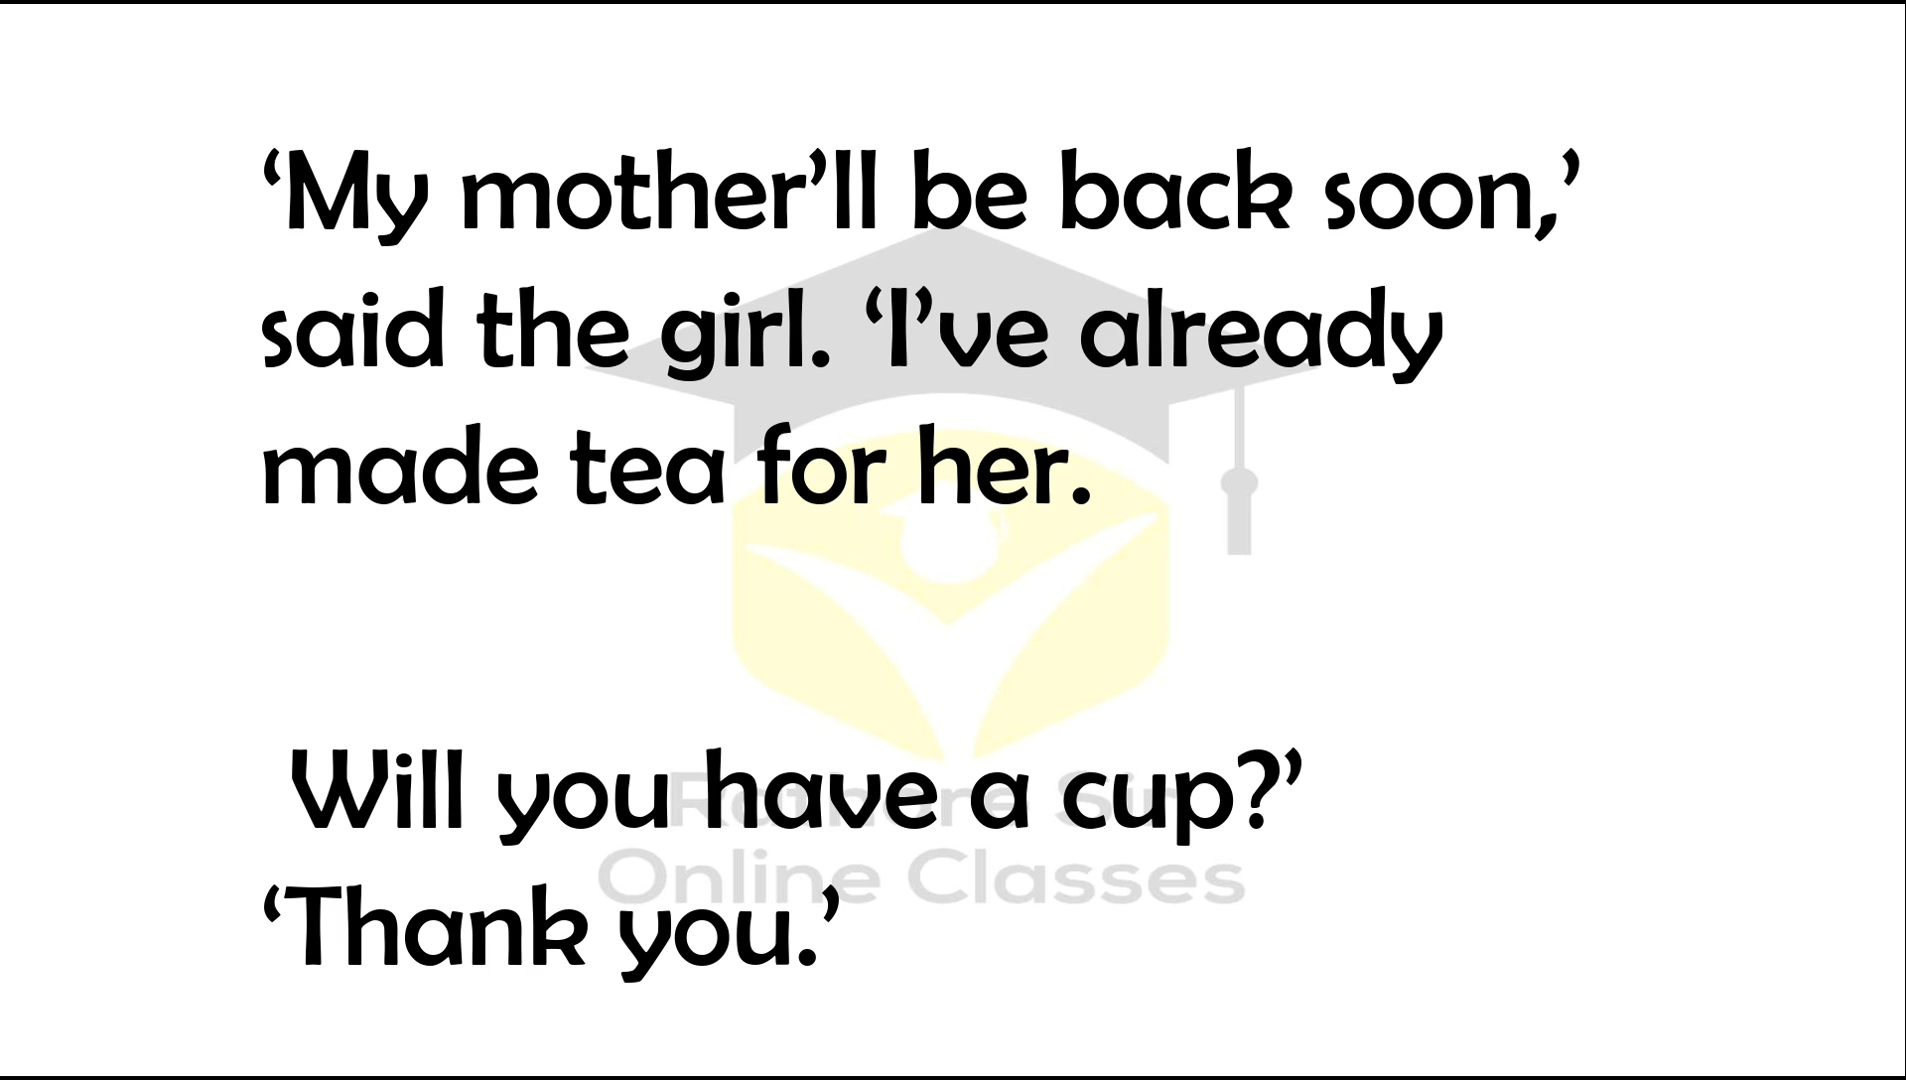 ‘My mother’ll be back soon,’
said the girl. ‘I’ve already
made tea for her.
Will you have a cup?’
‘Thank you.’
Online Classes